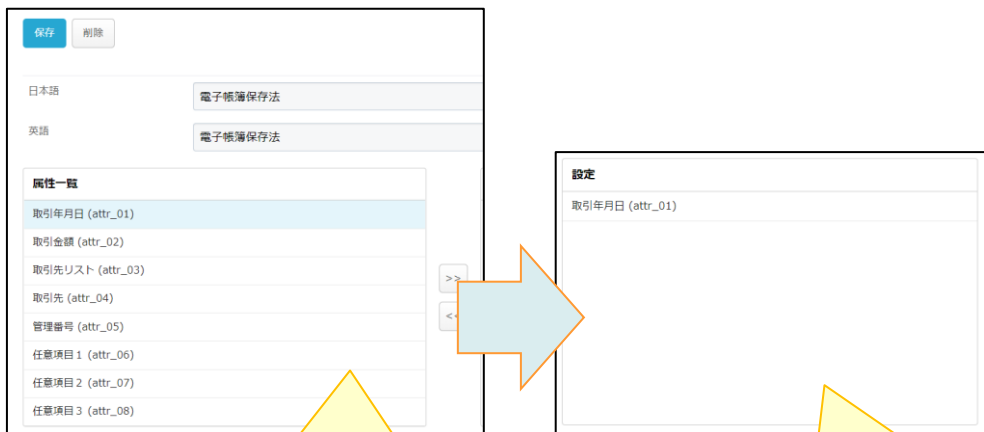 保存 削除
日本語 電子帳簿保存法
英語 電子帳簿保存法
属性一覧
取引年月日 (attr_01)
取引金額 (attr_02)
取引先リスト (attr_03)
取引先 (attr_04)
管理番号 (attr_05)
任意項目1 (attr_06)
任意項目2 (attr_07)
任意項目3 (attr_08)
>>
<<
設定
取引年月日 (attr_01)